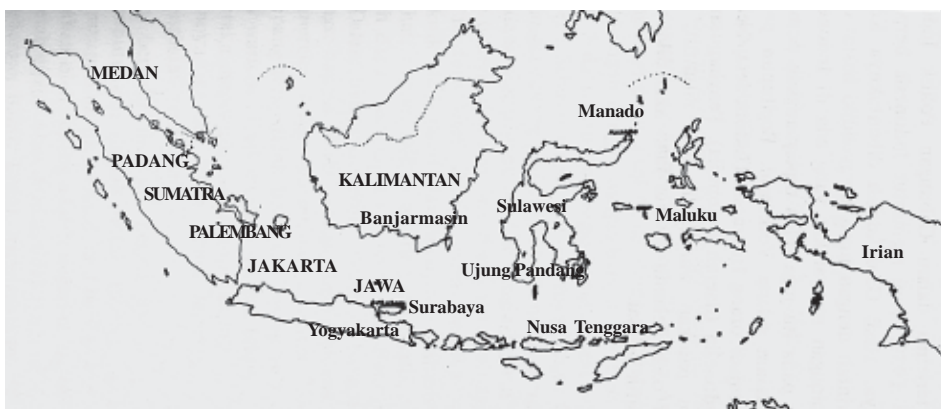 MEDAN
Manado
PADANG
KALIMANTAN
SUMATRA
Sulawesi
Banjarmasin
Maluku
PALEMBANG
Irian
JAKARTA
Ujung Pandang
JAWA
Surabaya
Yogyakarta
Nusa Tenggara